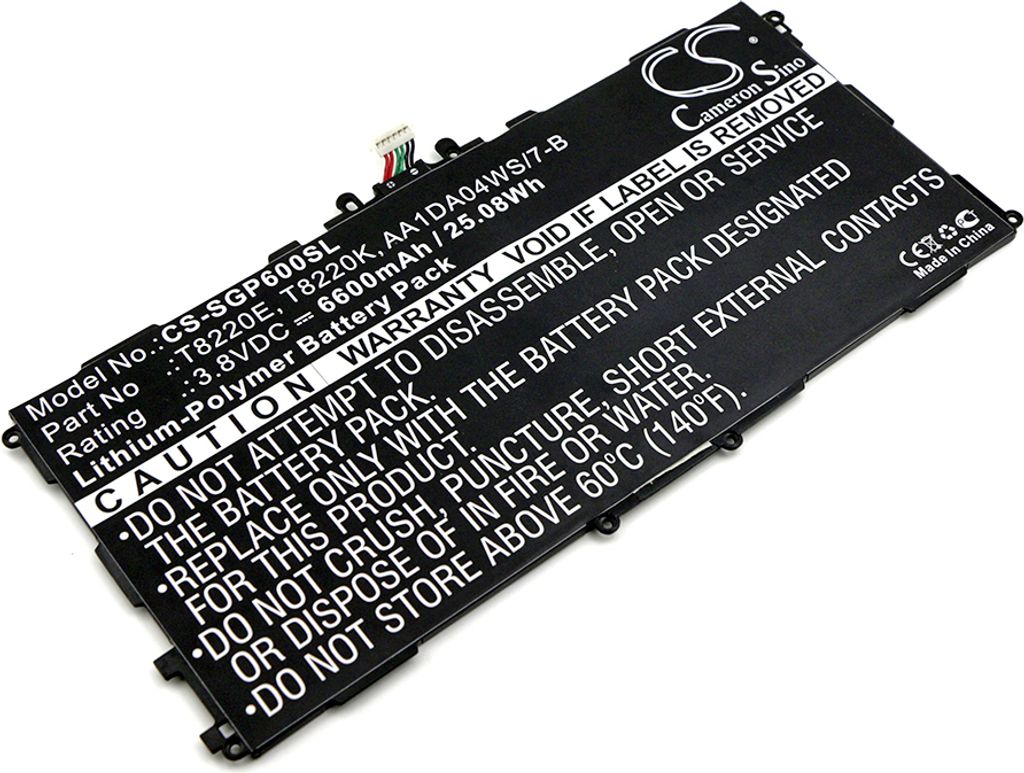 CS
Cameron Sino
Model No.:CS-SGP600SL
Part No :T8220E, T8220K, AA1DA04WS/7-B
Rating :3.8VDC ⎓ 6600mAh / 25.08Wh
Lithium-Polymer Battery Pack
CAUTION WARRANTY VOID IF LABEL IS REMOVED
•DO NOT ATTEMPT TO DISASSEMBLE, OPEN OR SERVICE
THE BATTERY PACK.
•REPLACE ONLY WITH BATTERY PACK DESIGNATED
FOR THIS PRODUCT.
•DO NOT CRUSH, PUNCTURE, SHORT EXTERNAL CONTACTS
OR DISPOSE OF IN FIRE OR WATER.
•DO NOT STORE ABOVE 60°C (140°F).
CE
Made in China